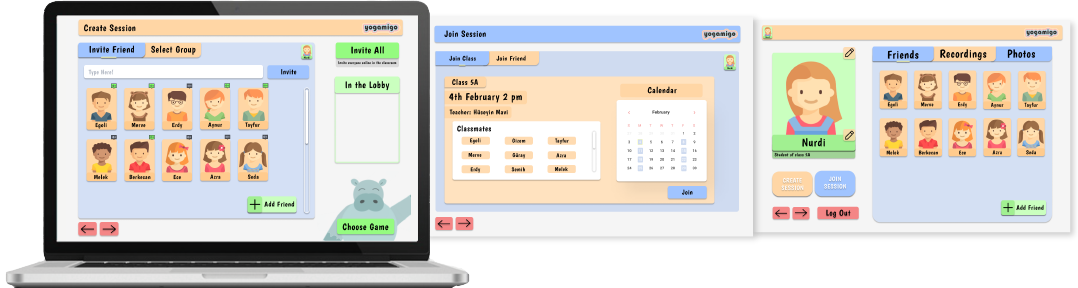 Create Session
yogamigo
Invite Friend
Select Group
Type Here!
Invite
Egeli
Merve
Erdy
Agnur
Tayfur
Melek
Berkecan
Ece
Azra
Seda
Add Friend
Invite All
Invite everyone online in the classroom.
In the Lobby
Choose Game
Join Session
yogamigo
Join Class
Join Friend
Class 5A
4th February 2 pm
Teacher: Hüseyin Mavi
Classmates
Egeli
Ozcan
Tayfur
Merve
Güray
Azra
Erdy
Semih
Melek
Calendar
February
Join
yogamigo
Nurdi
Student of class 5A
CREATE SESSION
JOIN SESSION
Log Out
Friends
Recordings
Photos
Egeli
Merve
Erdy
Agnur
Tayfur
Melek
Berkecan
Ece
Azra
Seda
Add Friend